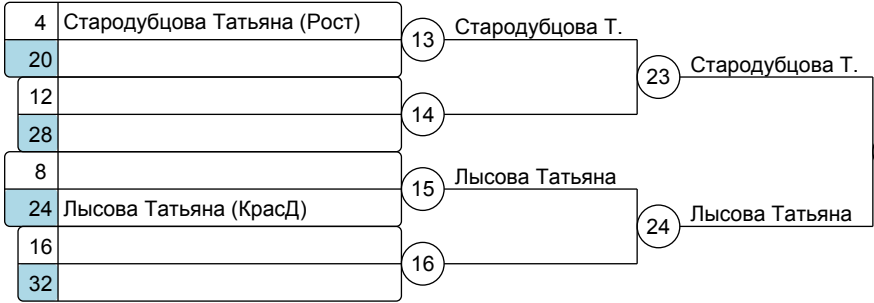 4 Стародубцова Татьяна (Рост)
13 Стародубцова Т.
20
23 Стародубцова Т.
12
14
28
8
15 Лысова Татьяна
24 Лысова Татьяна (КрасД)
24 Лысова Татьяна
16
16
32